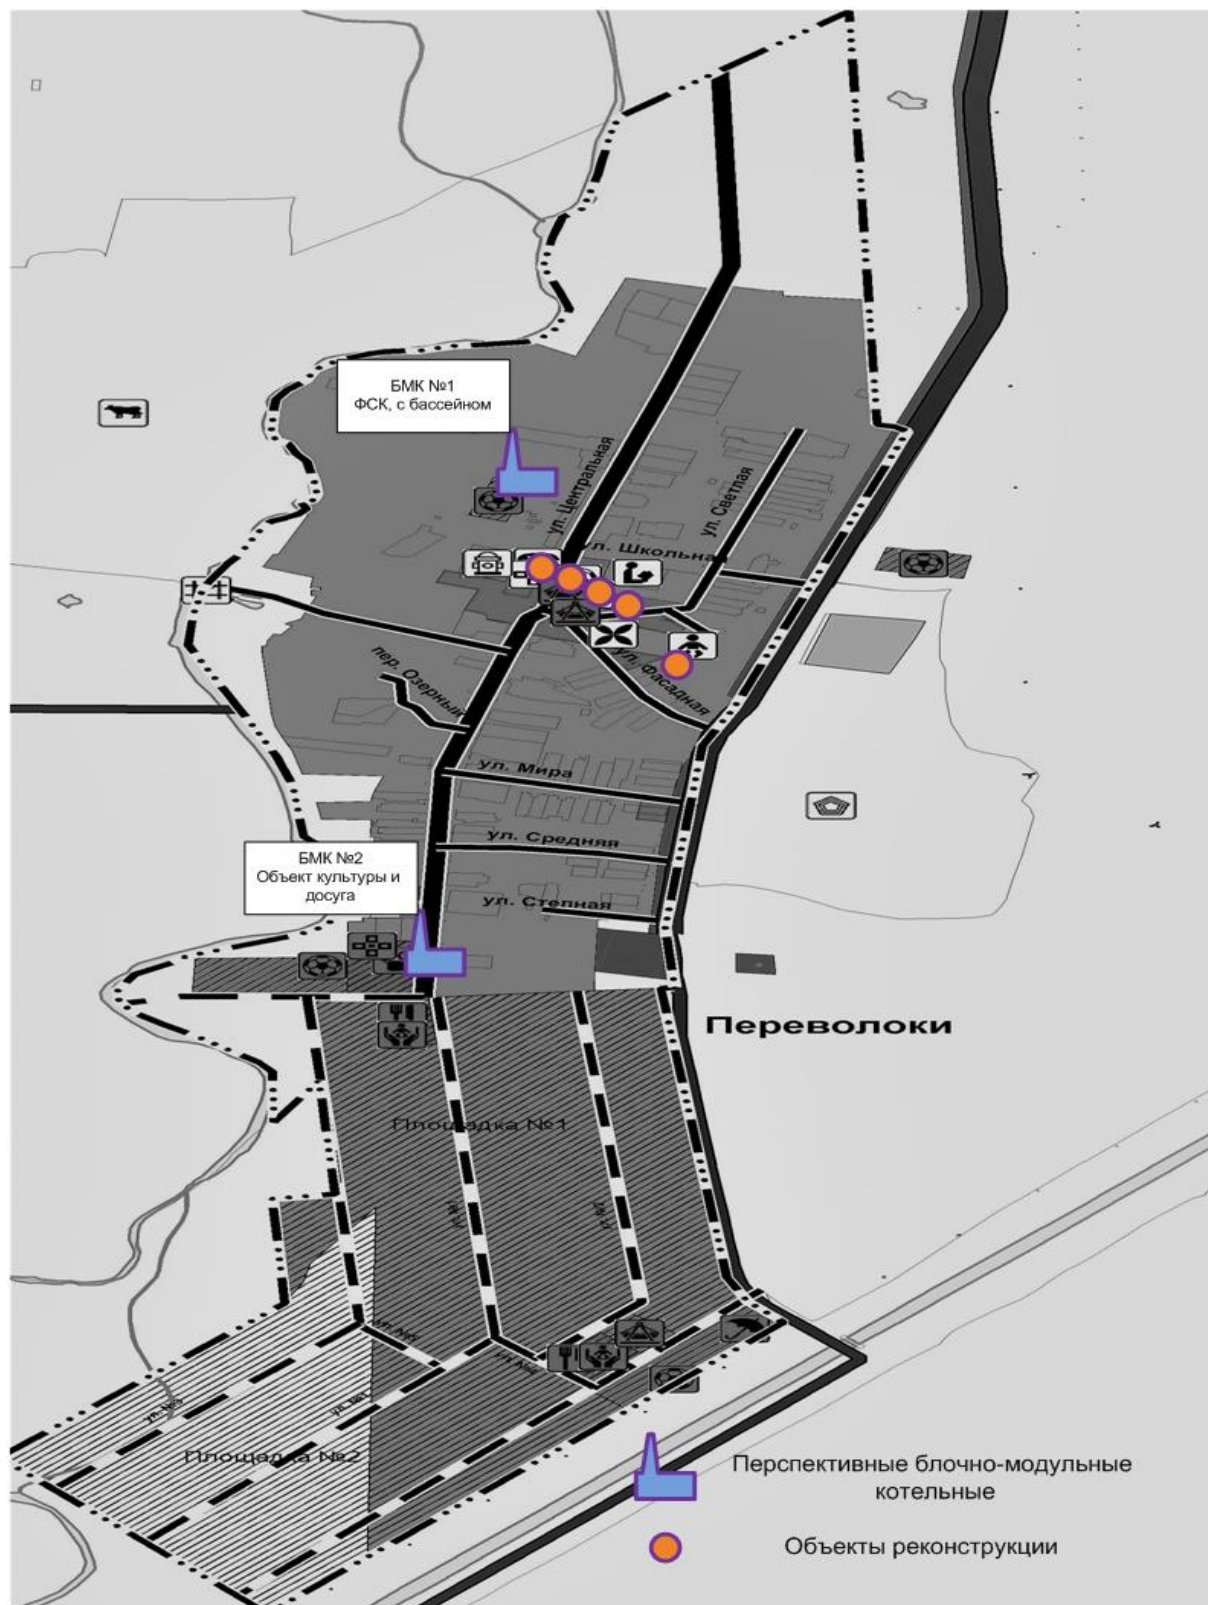 БМК №1
ФСК, с бассейном
ул. Центральная
ул. Светлая
ул. Школьная
пер. Озерный
ул. Фасадная
ул. Мира
ул. Средняя
БМК №2
Объект культуры и
досуга
ул. Степная
Переволоки
Площадка №1
Площадка №2
Перспективные блочно-модульные
котельные
Объекты реконструкции